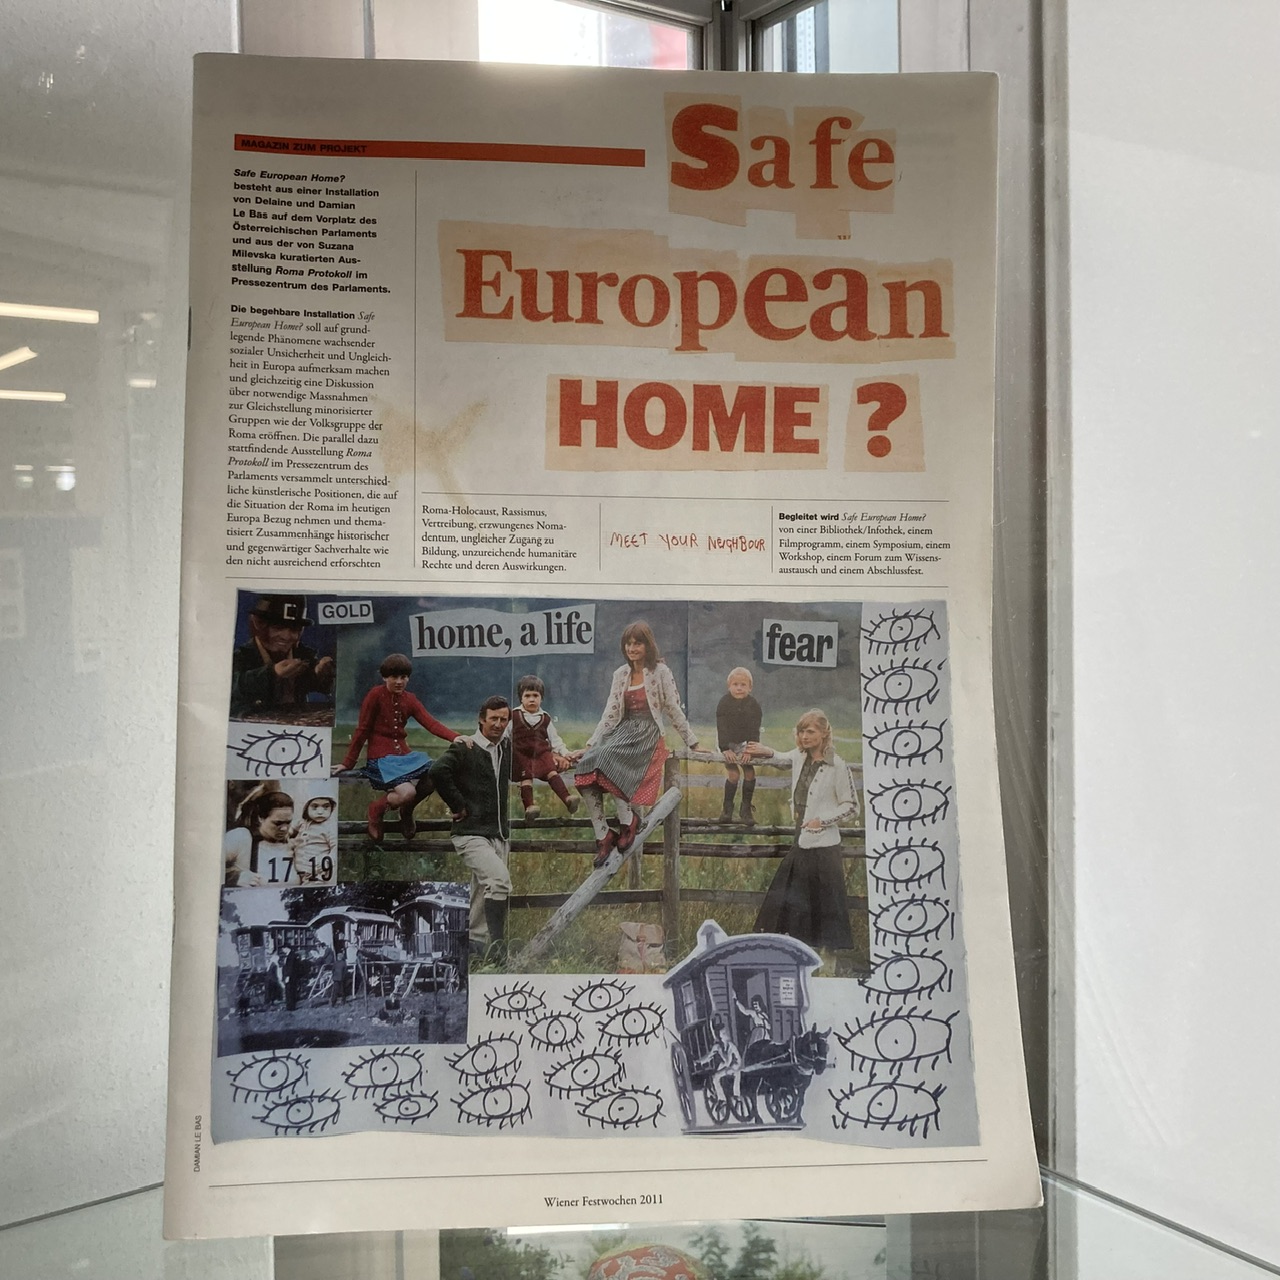 MAGAZIN ZUM PROJEKT
Safe
European
HOME ?
Safe European Home?
besteht aus einer Installation
von Delaine und Damian
Le Bas auf dem Vorplatz des
Österreichischen Parlaments
und aus der von Suzana
Milevska kuratierten Aus-
stellung Roma Protokoll im
Pressezentrum des Parlaments.
Die begehbare Installation Safe
European Home? soll auf grund-
legende Phänomene wachsender
sozialer Unsicherheit und Ungleich-
heit in Europa aufmerksam machen
und gleichzeitig eine Diskussion
über notwendige Massnahmen
zur Gleichstellung minorisierter
Gruppen wie der Volksgruppe der
Roma eröffnen. Die parallel dazu
stattfindende Ausstellung Roma
Protokoll im Pressezentrum des
Parlaments versammelt unterschied-
liche künstlerische Positionen, die auf
die Situation der Roma im heutigen
Europa Bezug nehmen und thema-
tisiert Zusammenhänge historischer
und gegenwärtiger Sachverhalte wie
den nicht ausreichend erforschten
Roma-Holocaust, Rassismus,
Vertreibung, erzwungenes Noma-
dentum, ungleicher Zugang zu
Bildung, unzureichende humanitäre
Rechte und deren Auswirkungen.
MEET YOUR NEIGHBOUR
Begleitet wird Safe European Home?
von einer Bibliothek/Infothek, einem
Filmprogramm, einem Symposium, einem
Workshop, einem Forum zum Wissens-
austausch und einem Abschlussfest.
GOLD
home, a life
fear
17 19
DAMIAN LE BAS
Wiener Festwochen 2011